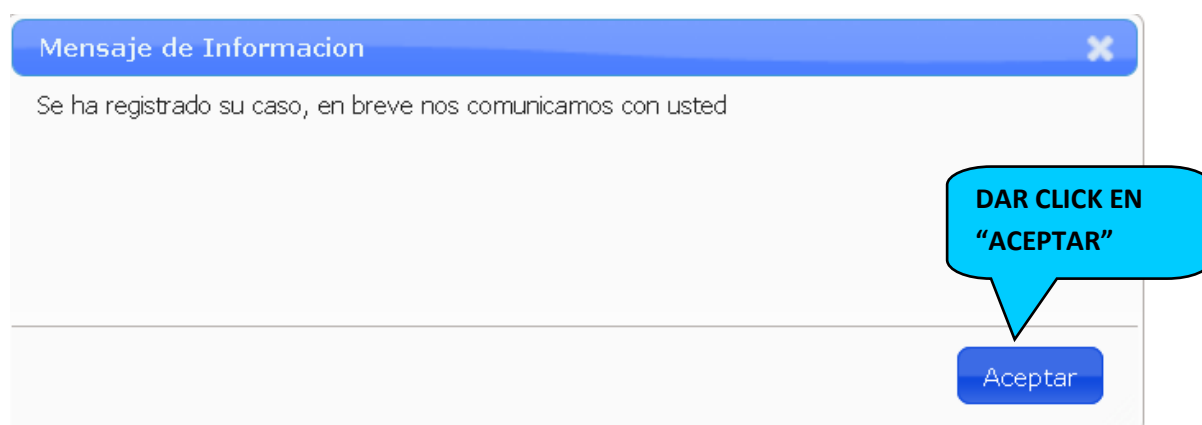 Mensaje de Informacion
Se ha registrado su caso, en breve nos comunicamos con usted
DAR CLICK EN
“ACEPTAR”
Aceptar